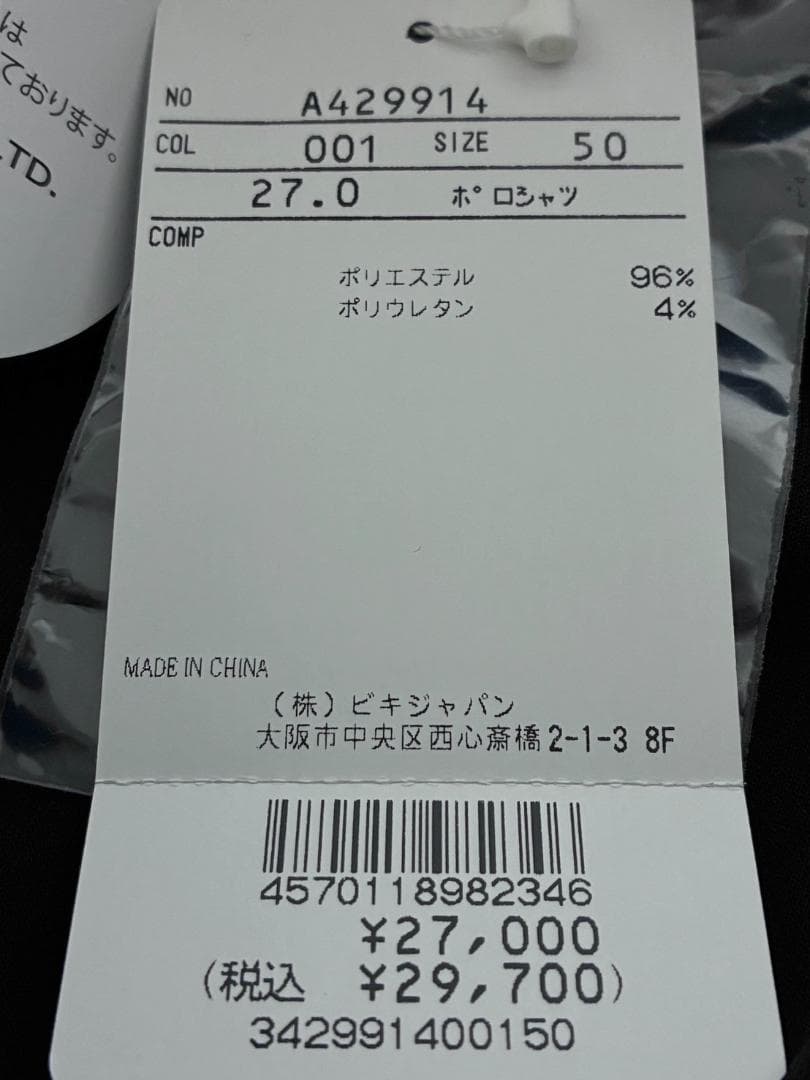 は
ております。
LTD.
NO A429914
COL 001 SIZE 50
27.0 ポロシャツ
COMP
ポリエステル 96%
ポリウレタン 4%
MADE IN CHINA
(株)ビキジャパン
大阪市中央区西心斎橋2-1-3 8F
4570118982346
¥27,000
(税込 ¥29,700)
342991400150